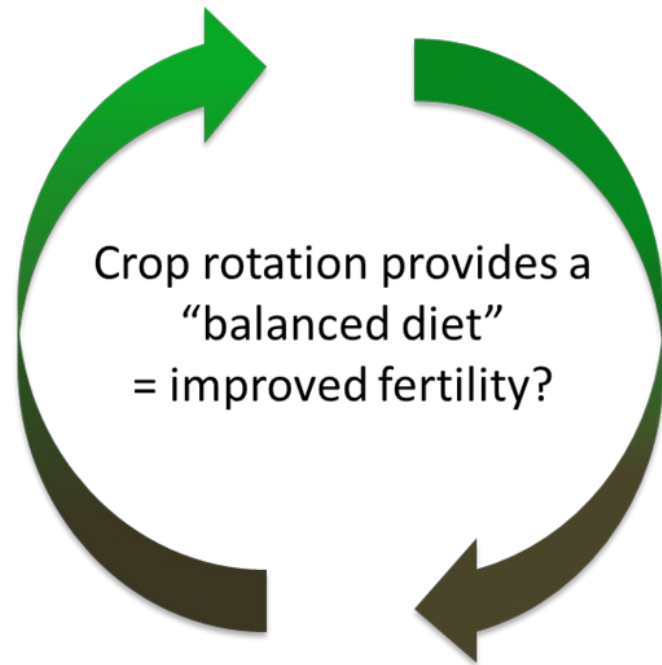 Crop rotation provides a
“balanced diet”
= improved fertility?